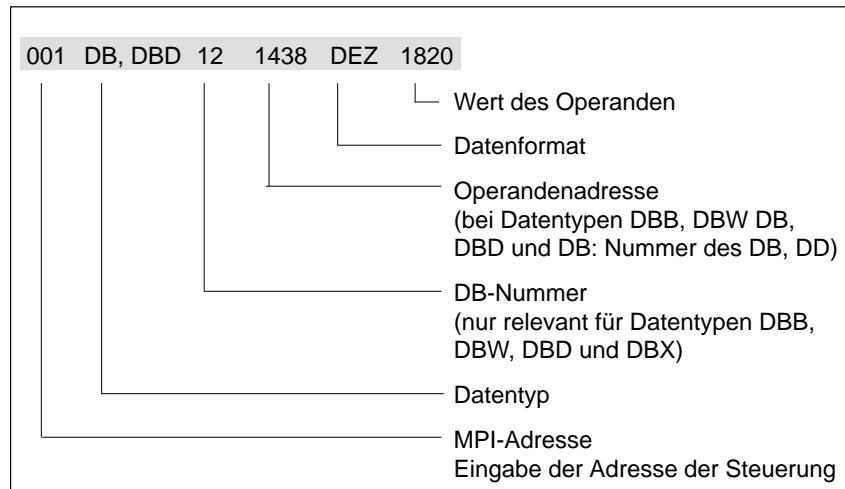 001 DB, DBD 12 1438 DEZ 1820
Wert des Operanden
Datenformat
Operandenadresse
(bei Datentypen DBB, DBW DB,
DBD und DB: Nummer des DB, DD)
DB-Nummer
(nur relevant für Datentypen DBB,
DBW, DBD und DBX)
Datentyp
MPI-Adresse
Eingabe der Adresse der Steuerung